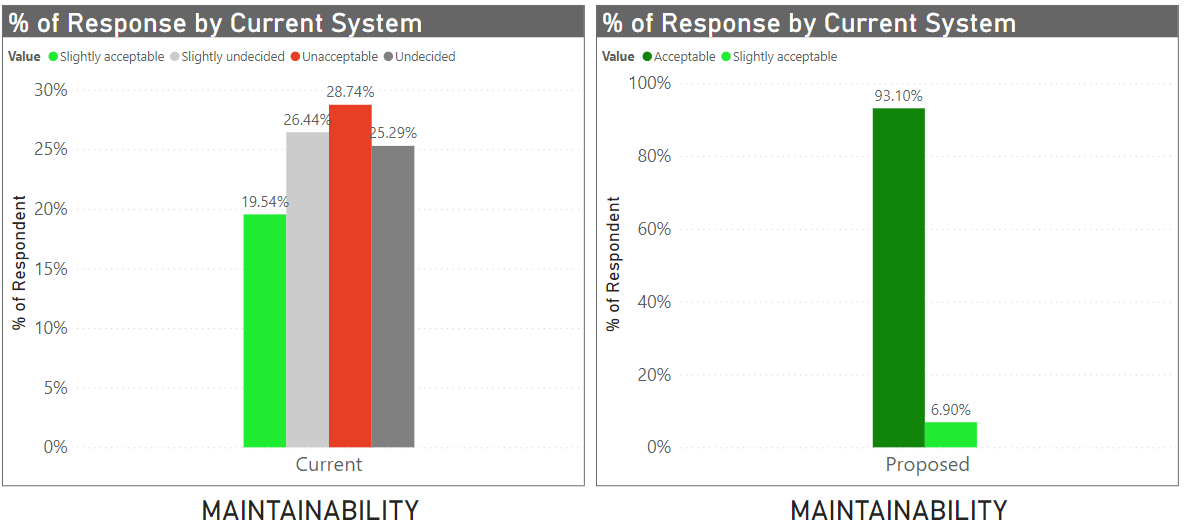 % of Response by Current System
Value Slightly acceptable Slightly undecided Unacceptable Undecided
30%
25%
20%
15%
10%
5%
0%
% of Respondent
19.54%
26.44%
28.74%
25.29%
Current
MAINTAINABILITY
% of Response by Current System
Value Acceptable Slightly acceptable
100%
80%
60%
40%
20%
0%
% of Respondent
93.10%
6.90%
Proposed
MAINTAINABILITY